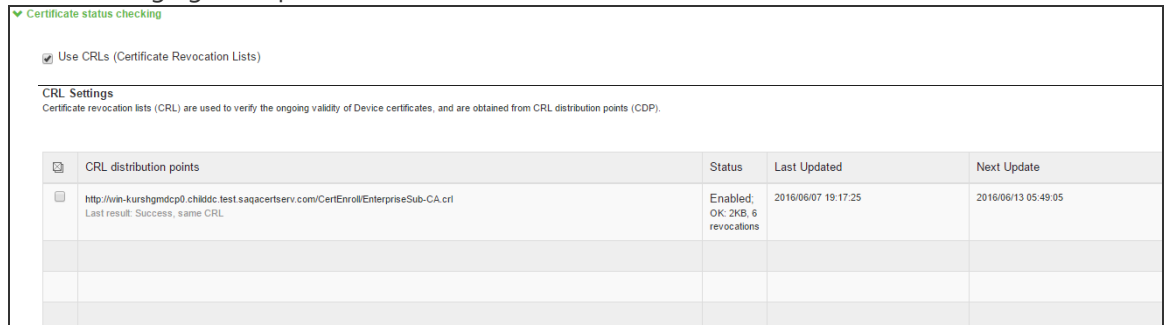 Certificate status checking
Use CRLs (Certificate Revocation Lists)
CRL Settings
Certificate revocation lists (CRL) are used to verify the ongoing validity of Device certificates, and are obtained from CRL distribution points (CDP).
CRL distribution points Status Last Updated Next Update
http://win-kurshgmdcp0.childdc.test.saqacertserv.com/CertEnroll/EnterpriseSub-CA.crl Enabled; 2016/06/07 19:17:25 2016/06/13 05:49:05
Last result: Success, same CRL OK: 2KB, 6
revocations